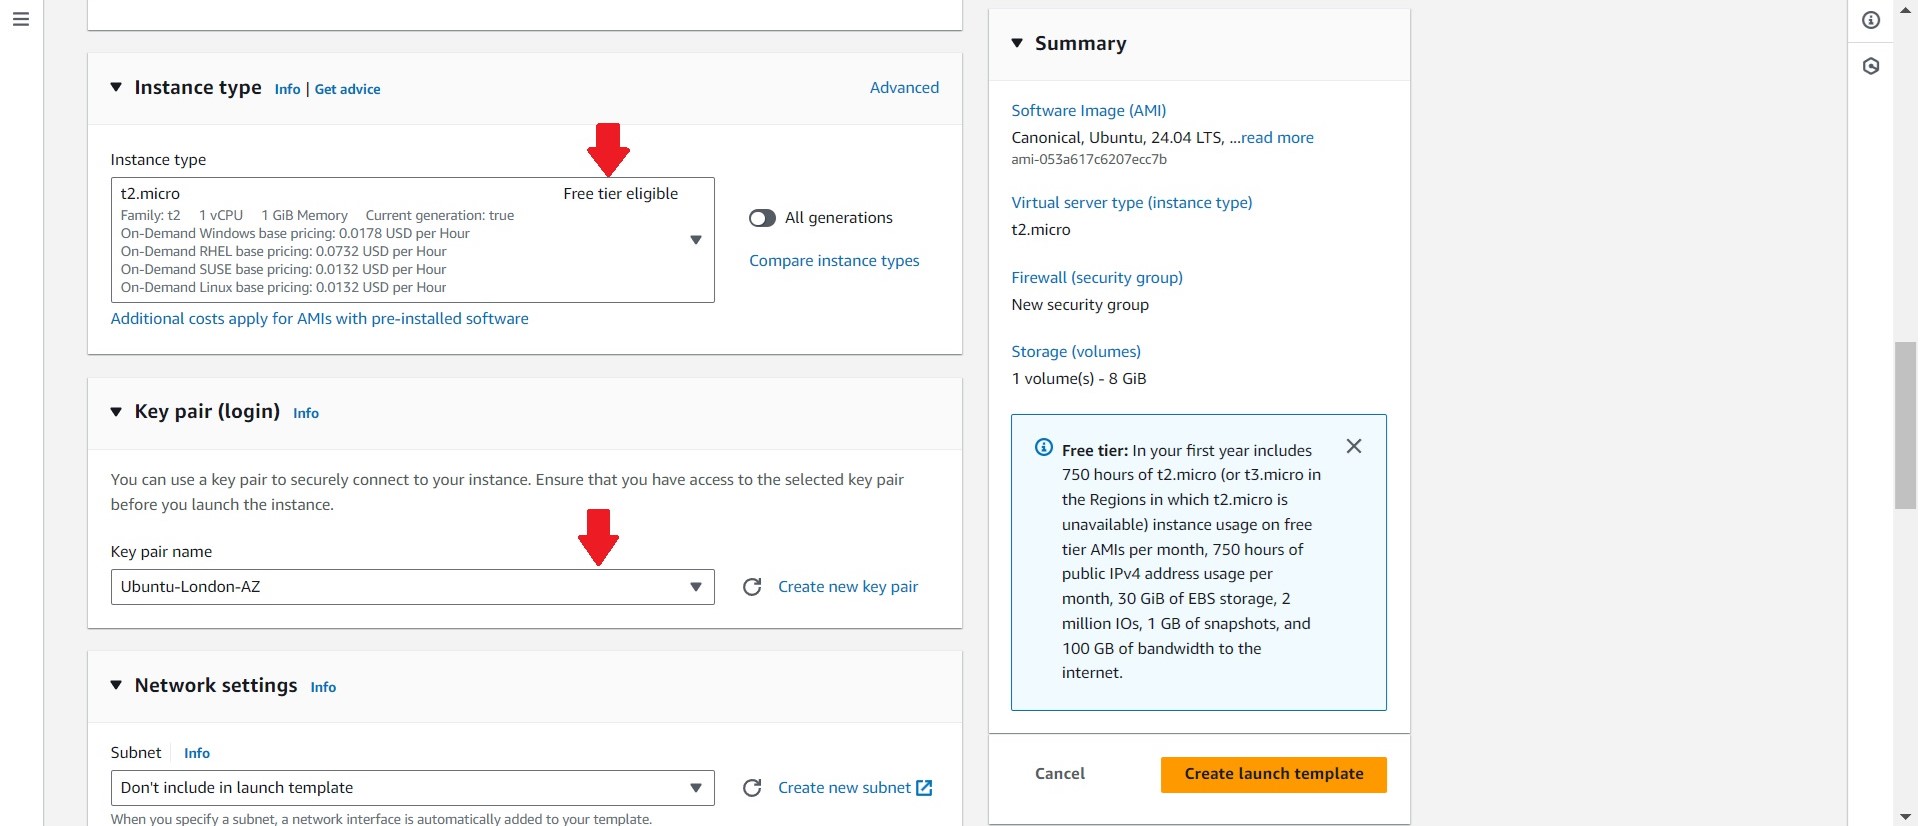 Instance type Info | Get advice
Advanced
Instance type
t2.micro
Free tier eligible
Family: t2 1 vCPU 1 GiB Memory Current generation: true
On-Demand Windows base pricing: 0.0178 USD per Hour
On-Demand RHEL base pricing: 0.0732 USD per Hour
On-Demand SUSE base pricing: 0.0132 USD per Hour
On-Demand Linux base pricing: 0.0132 USD per Hour
All generations
Compare instance types
Additional costs apply for AMIs with pre-installed software
Key pair (login) Info
You can use a key pair to securely connect to your instance. Ensure that you have access to the selected key pair
before you launch the instance.
Key pair name
Ubuntu-London-AZ
Create new key pair
Network settings Info
Subnet Info
Don't include in launch template
Create new subnet
When you specify a subnet, a network interface is automatically added to your template.
Summary
Software Image (AMI)
Canonical, Ubuntu, 24.04 LTS, ...read more
ami-053a617c6207ecc7b
Virtual server type (instance type)
t2.micro
Firewall (security group)
New security group
Storage (volumes)
1 volume(s) - 8 GiB
Free tier: In your first year includes
750 hours of t2.micro (or t3.micro in
the Regions in which t2.micro is
unavailable) instance usage on free
tier AMIs per month, 750 hours of
public IPv4 address usage per
month, 30 GiB of EBS storage, 2
million IOs, 1 GB of snapshots, and
100 GB of bandwidth to the
internet.
Cancel
Create launch template